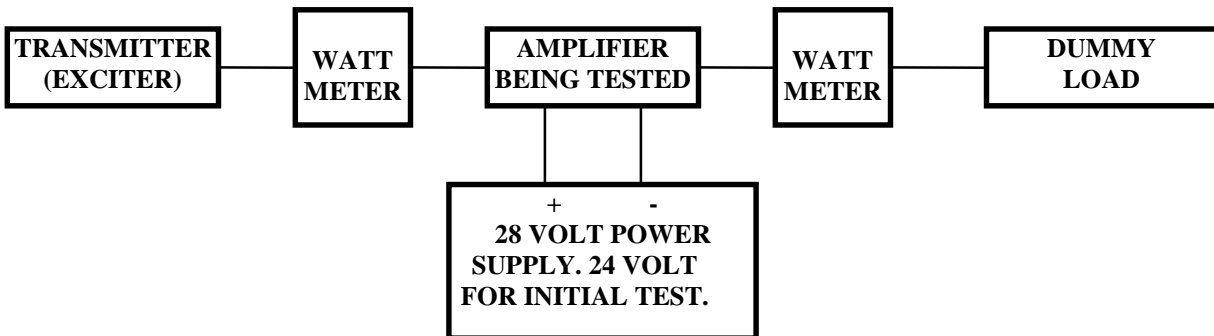 TRANSMITTER
(EXCITER)
WATT
METER
AMPLIFIER
BEING TESTED
WATT
METER
DUMMY
LOAD
+ -
28 VOLT POWER
SUPPLY. 24 VOLT
FOR INITIAL TEST.